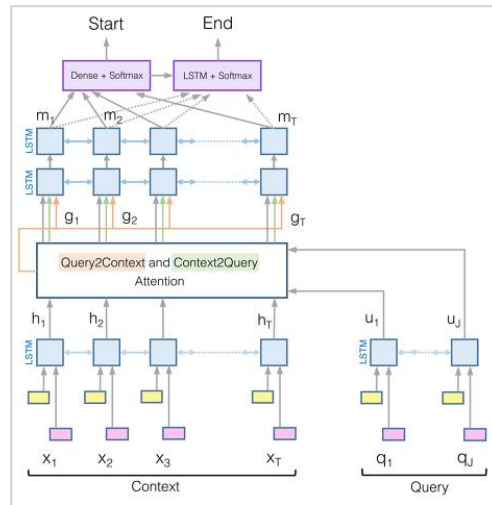 Start End
Dense + Softmax LSTM + Softmax
m1 m2 mT
LSTM
LSTM
g1 g2 gT
Query2Context and Context2Query
Attention
h1 h2 hT u1 uJ
LSTM LSTM
x1 x2 x3 xT q1 qJ
Context Query